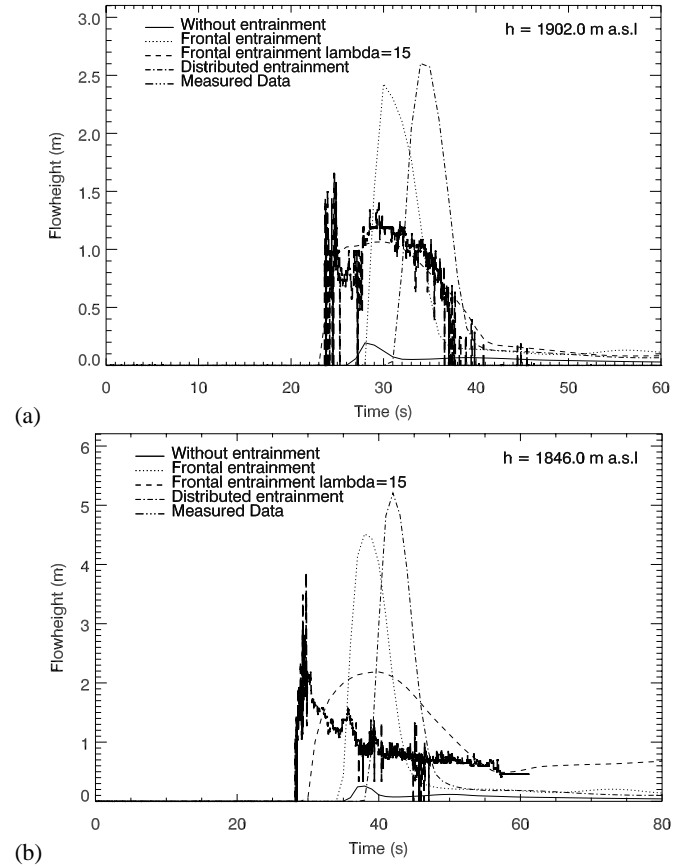 3.0
2.5
2.0
1.5
1.0
0.5
0.0
Flowheight (m)
Without entrainment
Frontal entrainment
Frontal entrainment lambda=15
Distributed entrainment
Measured Data
h = 1902.0 m a.s.l
0 10 20 30 40 50 60
Time (s)
(a)
6
5
4
3
2
1
0
Flowheight (m)
Without entrainment
Frontal entrainment
Frontal entrainment lambda=15
Distributed entrainment
Measured Data
h = 1846.0 m a.s.l
0 20 40 60 80
Time (s)
(b)